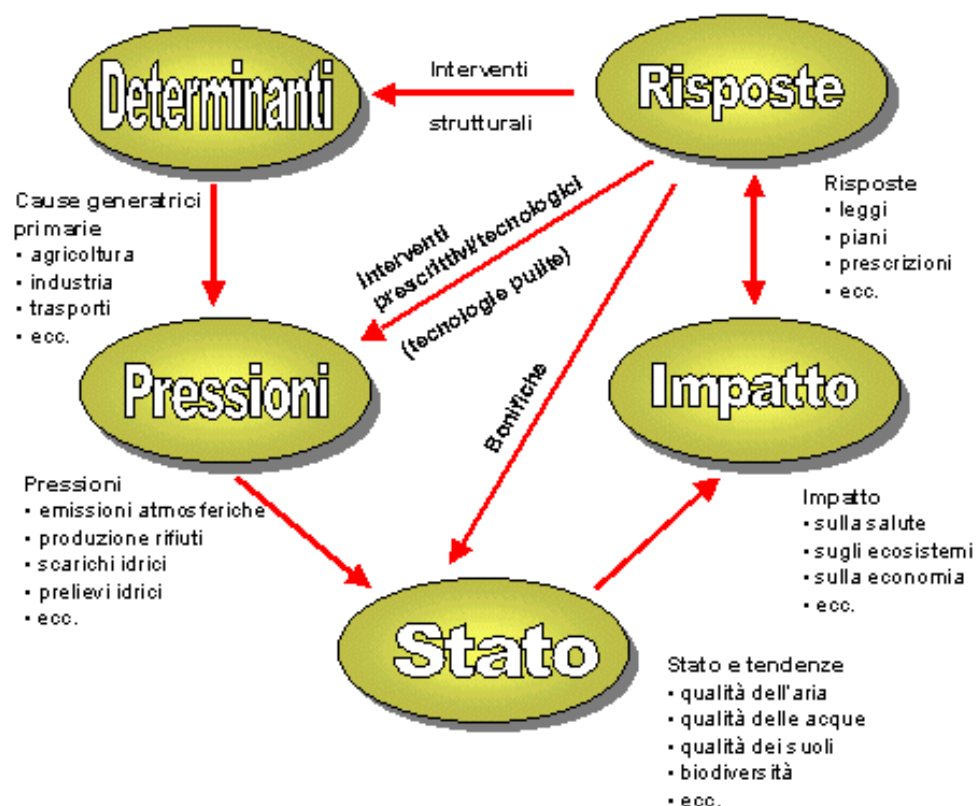 Determinanti
Interventi
strutturali
Risposte
Cause generatrici
primarie
• agricoltura
• industria
• trasporti
• ecc.
Interventi
prescrittivi/tecnologici
(tecnologie pulite)
Risposte
• leggi
• piani
• prescrizioni
• ecc.
Pressioni
Bonifiche
Impatto
Pressioni
• emissioni atmosferiche
• produzione rifiuti
• scarichi idrici
• prelievi idrici
• ecc.
Impatto
• sulla salute
• sugli ecosistemi
• sulla economia
• ecc.
Stato
Stato e tendenze
• qualità dell'aria
• qualità delle acque
• qualità dei suoli
• biodiversità
• ecc.